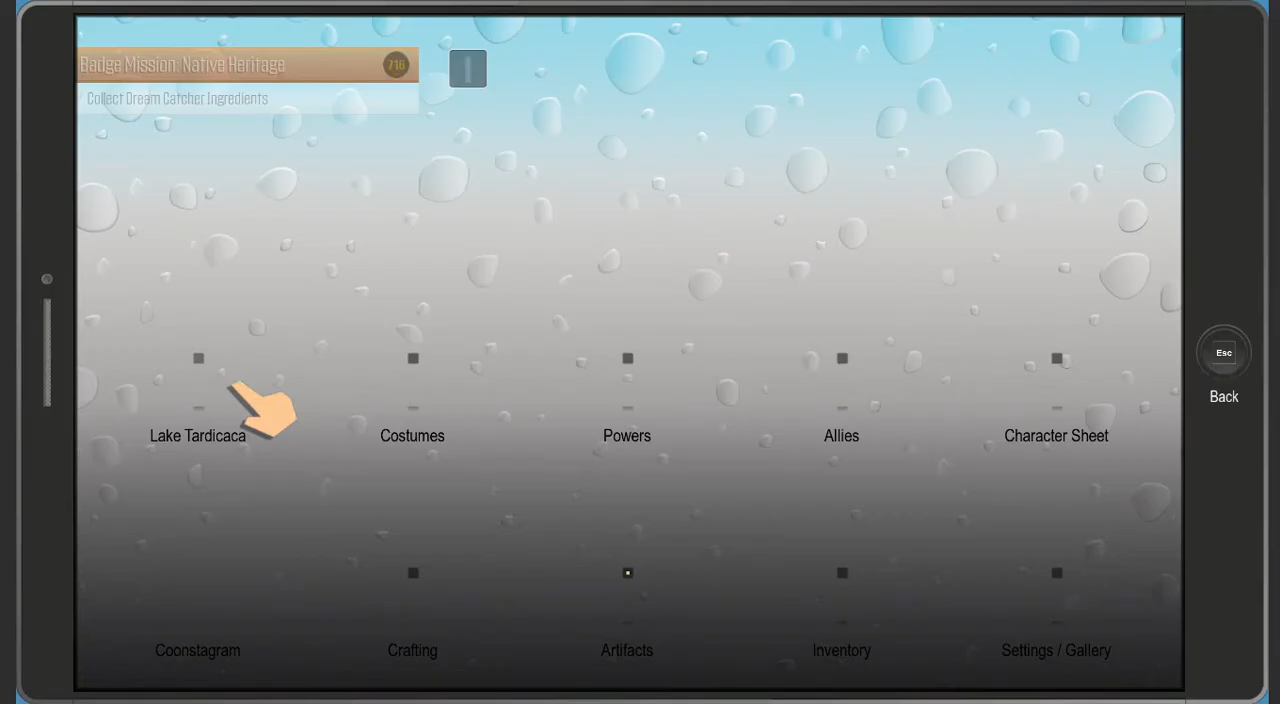 Badge Mission: Native Heritage 716
Collect Dream Catcher Ingredients
Esc
Back
Lake Tardicaca Costumes Powers Allies Character Sheet
Coonstagram Crafting Artifacts Inventory Settings / Gallery